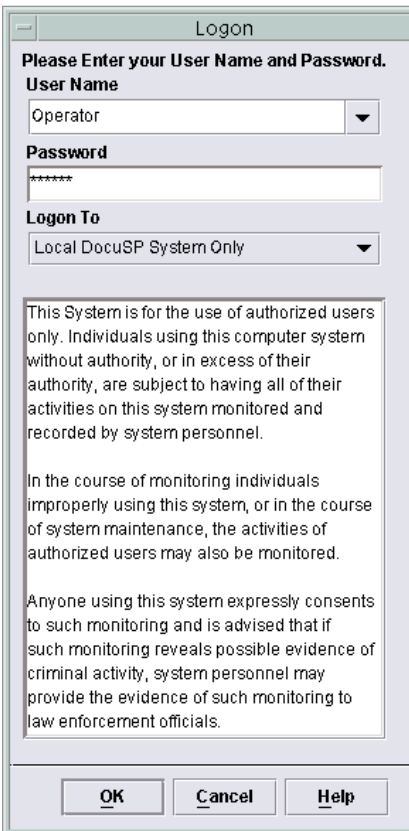 Logon
Please Enter your User Name and Password.
User Name
Operator
Password
******
Logon To
Local DocuSP System Only
This System is for the use of authorized users
only. Individuals using this computer system
without authority, or in excess of their
authority, are subject to having all of their
activities on this system monitored and
recorded by system personnel.
In the course of monitoring individuals
improperly using this system, or in the course
of system maintenance, the activities of
authorized users may also be monitored.
Anyone using this system expressly consents
to such monitoring and is advised that if
such monitoring reveals possible evidence of
criminal activity, system personnel may
provide the evidence of such monitoring to
law enforcement officials.
OK Cancel Help